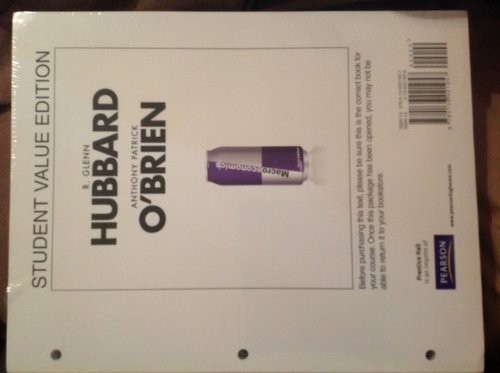 STUDENT VALUE EDITION
R. GLENN
HUBBARD
ANTHONY PATRICK
O'BRIEN
Macroeconomics
Before purchasing this text, please be sure this is the correct book for
your course. Once this package has been opened, you may not be
able to return it to your bookstore.
Prentice Hall
is an imprint of
PEARSON
www.pearsonhighered.com